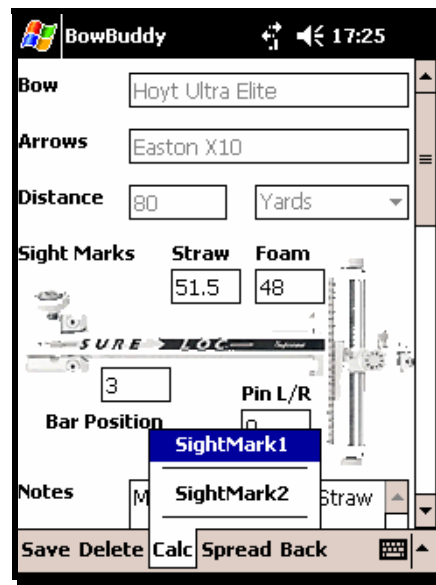 BowBuddy 17:25
Bow Hoyt Ultra Elite
Arrows Easton X10
Distance 80 Yards
Sight Marks Straw Foam
51.5 48
SURE LOC Supreme
3 Pin L/R
Bar Position 0
SightMark1
SightMark2
Notes M Straw
Save Delete Calc Spread Back